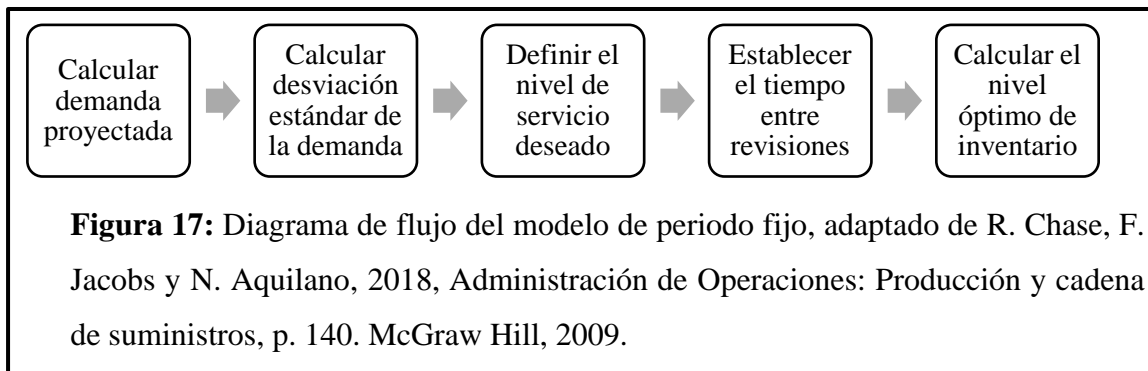 Calcular
demanda
proyectada
Calcular
desviación
estándar de
la demanda
Definir el
nivel de
servicio
deseado
Establecer
el tiempo
entre
revisiones
Calcular el
nivel
óptimo de
inventario
Figura 17: Diagrama de flujo del modelo de periodo fijo, adaptado de R. Chase, F.
Jacobs y N. Aquilano, 2018, Administración de Operaciones: Producción y cadena
de suministros, p. 140. McGraw Hill, 2009.